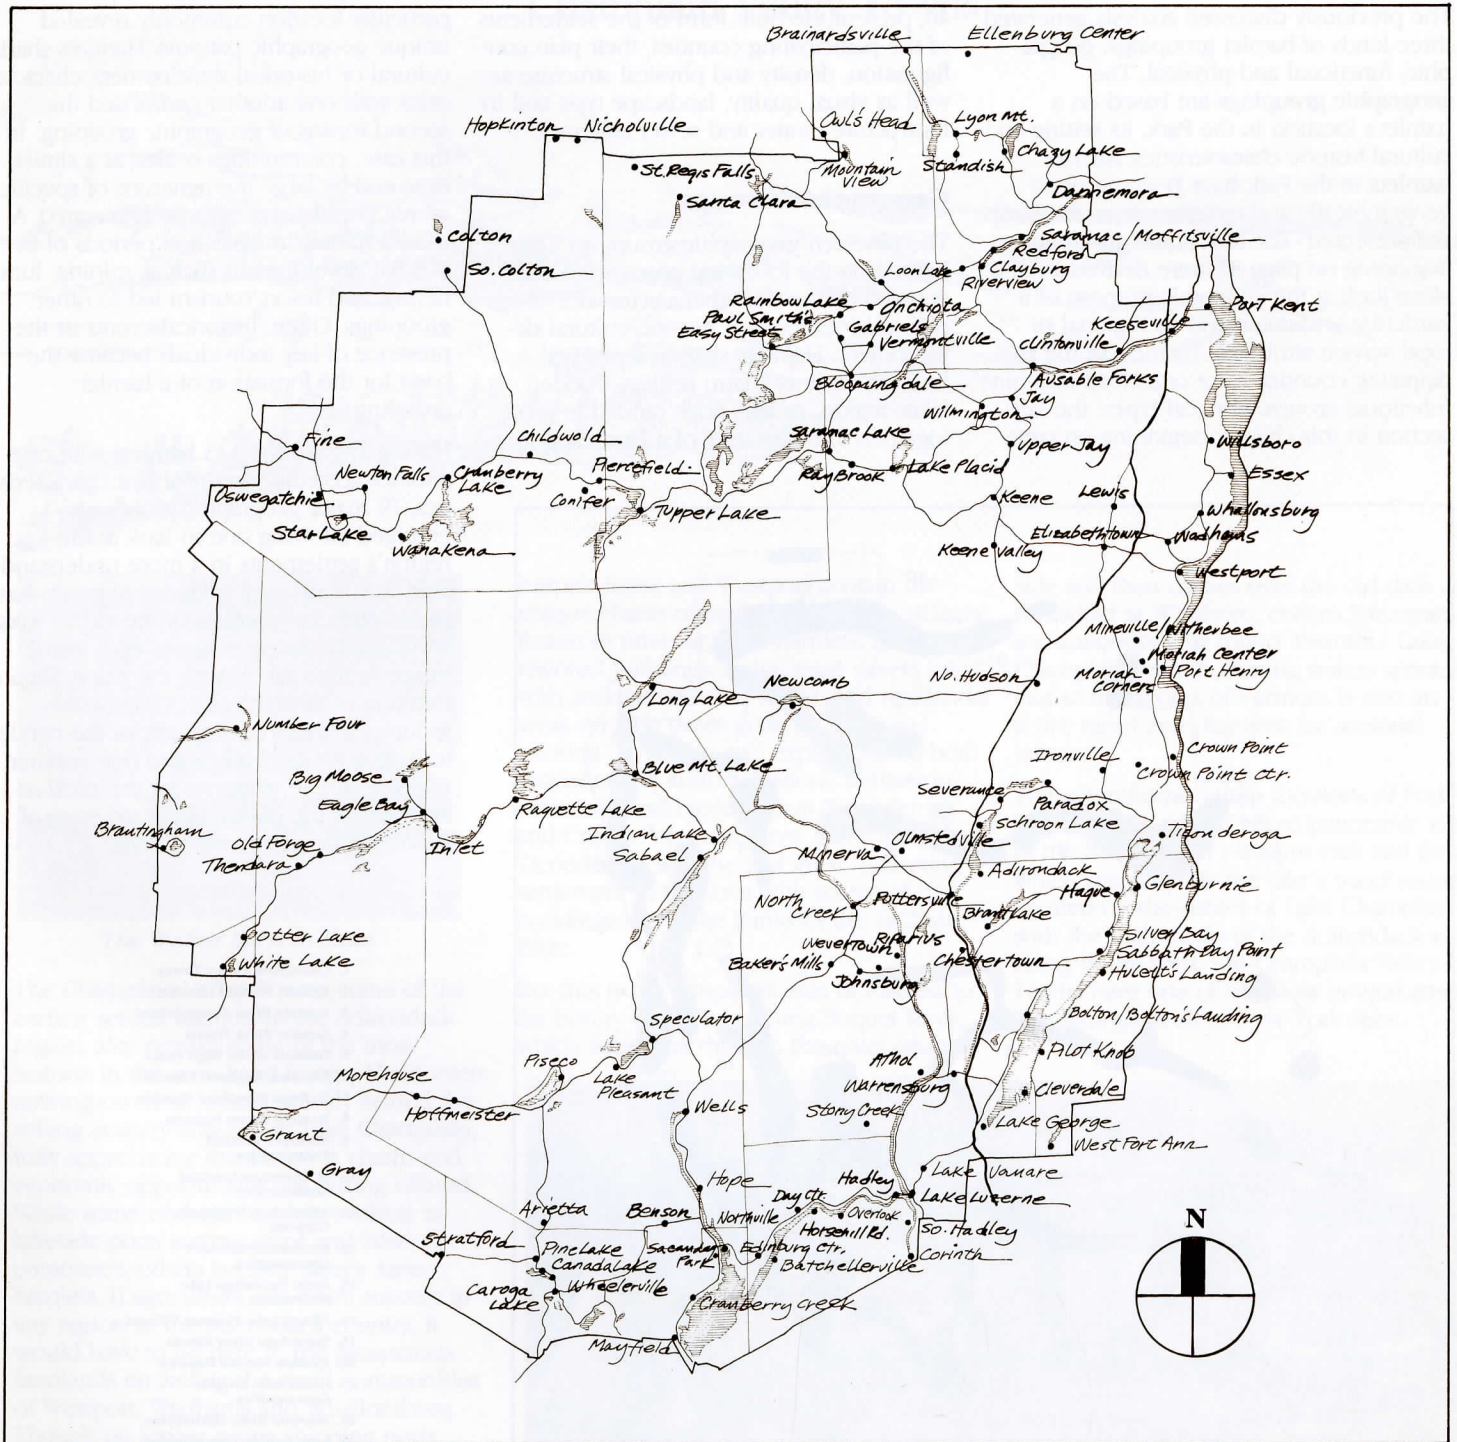 Brainardsville
Ellenburg Center
Hopkinton
Nicholville
Owl's Head
Lyon Mt.
Chazy Lake
Standish
Mountain
View
St. Regis Falls
Santa Clara
Dannemora
Colton
So. Colton
Saranac/Moffitsville
Redford
Clayburg
Riverview
Loon Lake
Onchiota
Rainbow Lake
Paul Smith's
Easy Street
Gabriels
Vermontville
Port Kent
Keeseville
Clintonville
Ausable Forks
Bloomingdale
Jay
Wilmington
Fine
Childwold
Saranac Lake
Upper Jay
Willsboro
Newton Falls
Cranberry
Lake
Piercefield
Ray Brook
Lake Placid
Essex
Oswegatchie
Conifer
Tupper Lake
Keene
Lewis
Whallonsburg
Star Lake
Wanakena
Keene Valley
Elizabethtown
Wadhams
Westport
Mineville/Witherbee
Moriah Center
Moriah
Corners
Port Henry
Long Lake
Newcomb
No. Hudson
Number Four
Ironville
Crown Point
Crown Point Ctr.
Big Moose
Eagle Bay
Blue Mt. Lake
Severance
Paradox
Raquette Lake
Schroon Lake
Brantingham
Old Forge
Thendara
Inlet
Indian Lake
Sabael
Minerva
Olmstedville
Ticonderoga
Adirondack
Hague
Glenburnie
North
Creek
Pottersville
Brant Lake
Otter Lake
White Lake
Wevertown
Riparius
Chestertown
Silver Bay
Sabbath Day Point
Hulett's Landing
Baker's Mills
Johnsburg
Speculator
Bolton/Bolton's Landing
Piseco
Lake
Pleasant
Athol
Warrensburg
Pilot Knob
Morehouse
Hoffmeister
Wells
Stony Creek
Cleverdale
Grant
Lake George
West Fort Ann
Gray
Hope
Hadley
Lake Vanare
Lake Luzerne
Arietta
Benson
Northville
Day Ctr.
Overlook
Horsehill Rd.
So. Hadley
Stratford
Pine Lake
Canada Lake
Sacandaga
Park
Edinburg Ctr.
Batchellerville
Corinth
Caroga
Lake
Wheelerville
Cranberry Creek
Mayfield
N